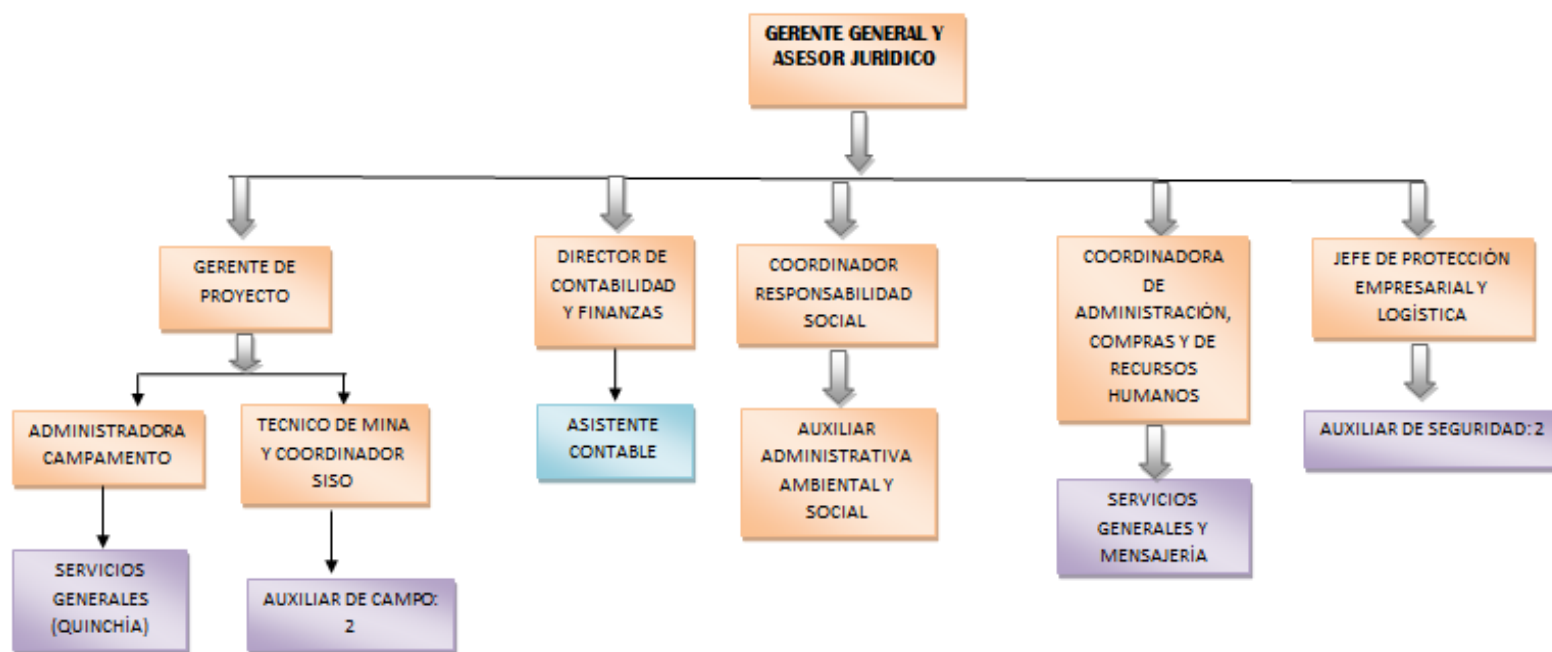 GERENTE GENERAL Y
ASESOR JURÍDICO
GERENTE DE
PROYECTO
DIRECTOR DE
CONTABILIDAD
Y FINANZAS
COORDINADOR
RESPONSABILIDAD
SOCIAL
COORDINADORA
DE
ADMINISTRACIÓN,
COMPRAS Y DE
RECURSOS
HUMANOS
JEFE DE PROTECCIÓN
EMPRESARIAL Y
LOGÍSTICA
ADMINISTRADORA
CAMPAMENTO
TECNICO DE MINA
Y COORDINADOR
SISO
ASISTENTE
CONTABLE
AUXILIAR
ADMINISTRATIVA
AMBIENTAL Y
SOCIAL
SERVICIOS
GENERALES Y
MENSAJERÍA
AUXILIAR DE SEGURIDAD: 2
SERVICIOS
GENERALES
(QUINCHÍA)
AUXILIAR DE CAMPO:
2